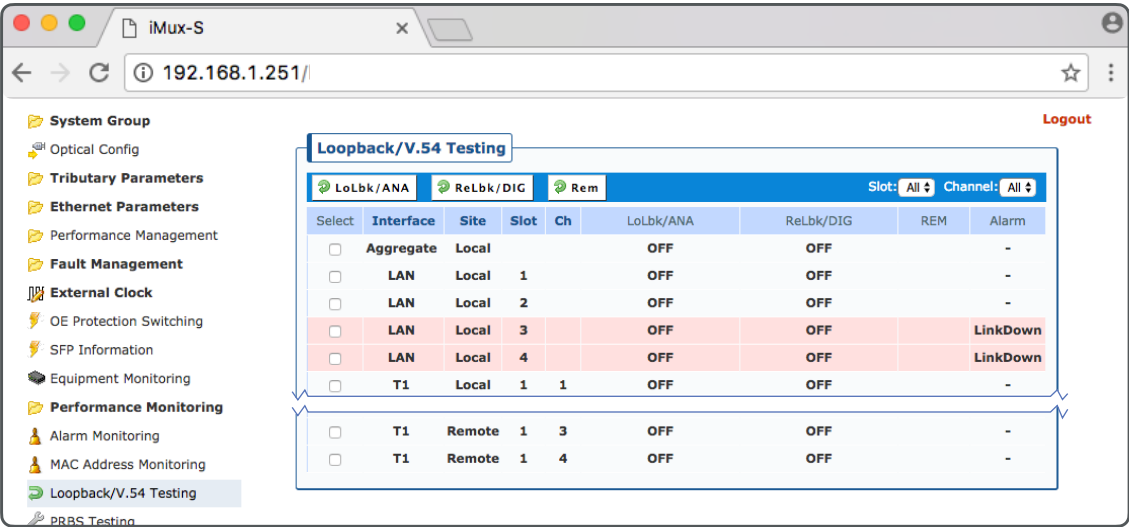 iMux-S
192.168.1.251/
Logout
System Group
Optical Config
Tributary Parameters
Ethernet Parameters
Performance Management
Fault Management
External Clock
OE Protection Switching
SFP Information
Equipment Monitoring
Performance Monitoring
Alarm Monitoring
MAC Address Monitoring
Loopback/V.54 Testing
PRBS Testing
Loopback/V.54 Testing
LoLbk/ANA ReLbk/DIG Rem Slot: All Channel: All
Select Interface Site Slot Ch LoLbk/ANA ReLbk/DIG REM Alarm
Aggregate Local OFF OFF -
LAN Local 1 OFF OFF -
LAN Local 2 OFF OFF -
LAN Local 3 OFF OFF LinkDown
LAN Local 4 OFF OFF LinkDown
T1 Local 1 1 OFF OFF -
T1 Remote 1 3 OFF OFF -
T1 Remote 1 4 OFF OFF -